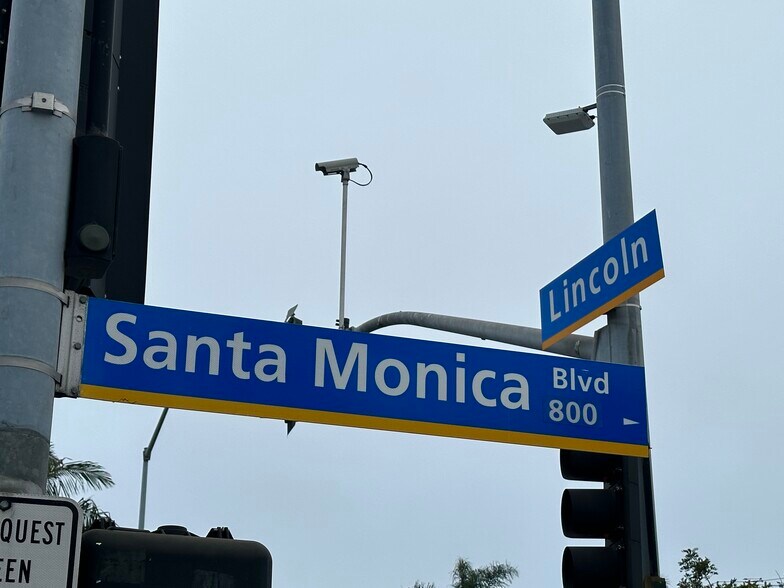 Lincoln
Santa Monica Blvd
800
QUEST
EEN